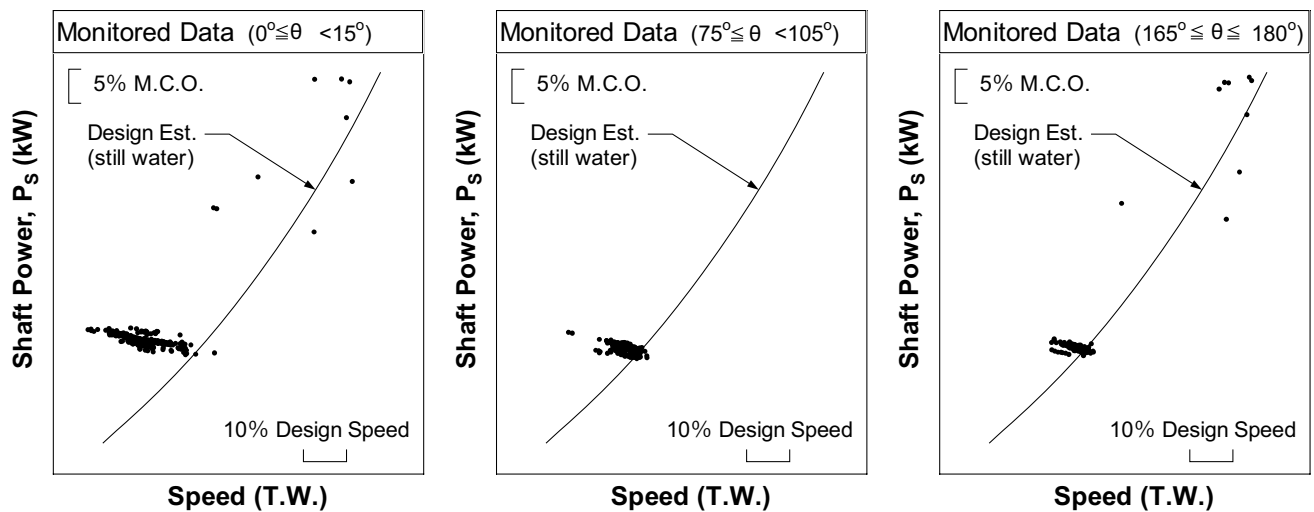 Monitored Data (0°≦θ <15°)
5% M.C.O.
Design Est.
(still water)
Shaft Power, PS (kW)
10% Design Speed
Speed (T.W.)
Monitored Data (75°≦ θ <105°)
5% M.C.O.
Design Est.
(still water)
Shaft Power, PS (kW)
10% Design Speed
Speed (T.W.)
Monitored Data (165°≦ θ≦ 180°)
5% M.C.O.
Design Est.
(still water)
Shaft Power, PS (kW)
10% Design Speed
Speed (T.W.)